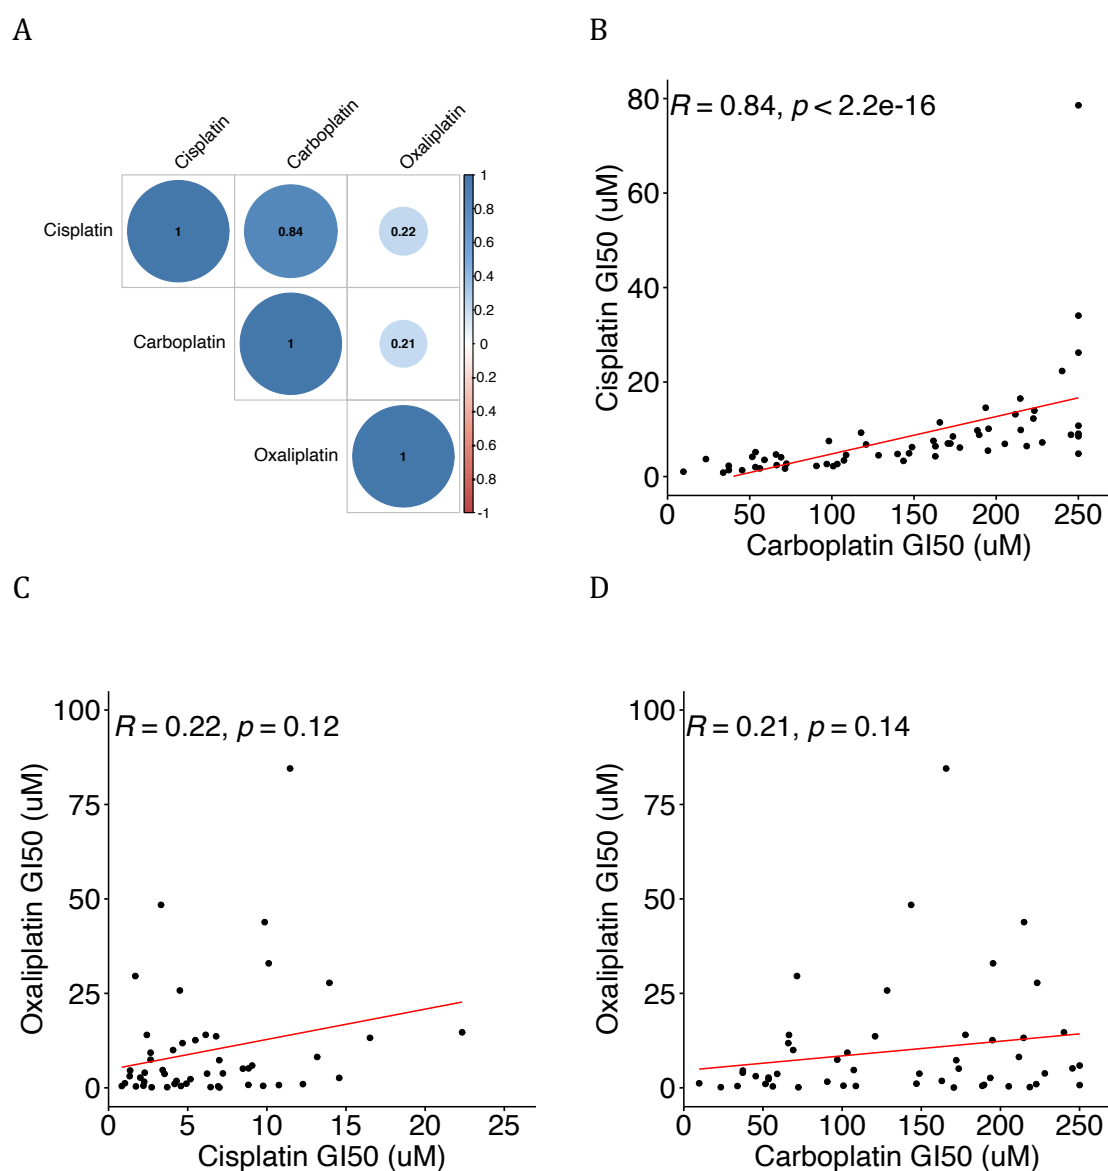 A
B
Cisplatin
Carboplatin
Oxaliplatin
Cisplatin
1
0.84
0.22
Carboplatin
1
0.21
Oxaliplatin
1
1
0.8
0.6
0.4
0.2
0
-0.2
-0.4
-0.6
-0.8
-1
R = 0.84, p < 2.2e-16
Cisplatin GI50 (uM)
80
60
40
20
0
0 50 100 150 200 250
Carboplatin GI50 (uM)
C
D
R = 0.22, p = 0.12
Oxaliplatin GI50 (uM)
100
75
50
25
0
0 5 10 15 20 25
Cisplatin GI50 (uM)
R = 0.21, p = 0.14
Oxaliplatin GI50 (uM)
100
75
50
25
0
0 50 100 150 200 250
Carboplatin GI50 (uM)